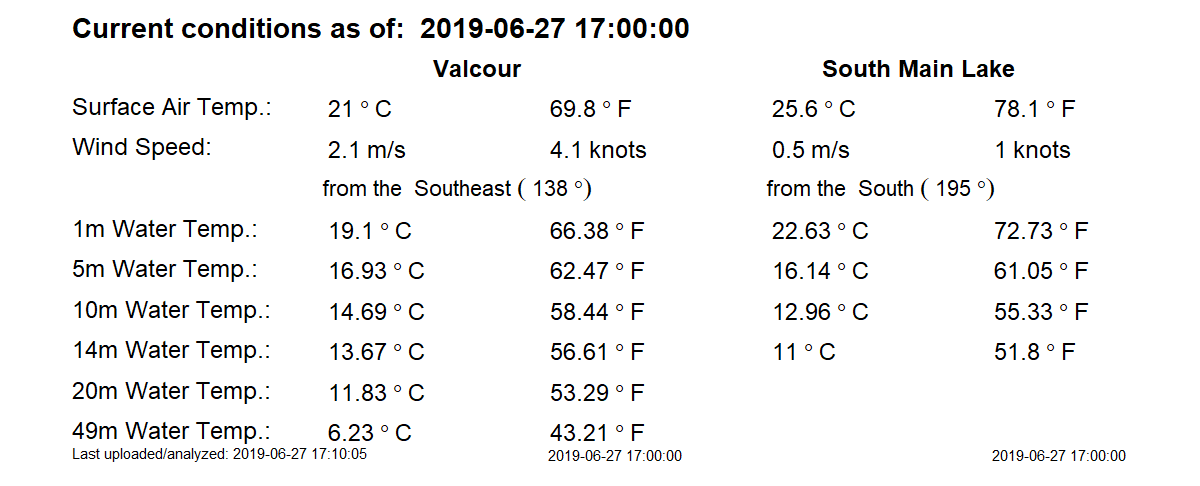 Current conditions as of: 2019-06-27 17:00:00
Valcour South Main Lake
Surface Air Temp.: 21 ° C 69.8 ° F 25.6 ° C 78.1 ° F
Wind Speed: 2.1 m/s 4.1 knots 0.5 m/s 1 knots
from the Southeast ( 138 °) from the South ( 195 °)
1m Water Temp.: 19.1 ° C 66.38 ° F 22.63 ° C 72.73 ° F
5m Water Temp.: 16.93 ° C 62.47 ° F 16.14 ° C 61.05 ° F
10m Water Temp.: 14.69 ° C 58.44 ° F 12.96 ° C 55.33 ° F
14m Water Temp.: 13.67 ° C 56.61 ° F 11 ° C 51.8 ° F
20m Water Temp.: 11.83 ° C 53.29 ° F
49m Water Temp.: 6.23 ° C 43.21 ° F
Last uploaded/analyzed: 2019-06-27 17:10:05 2019-06-27 17:00:00 2019-06-27 17:00:00